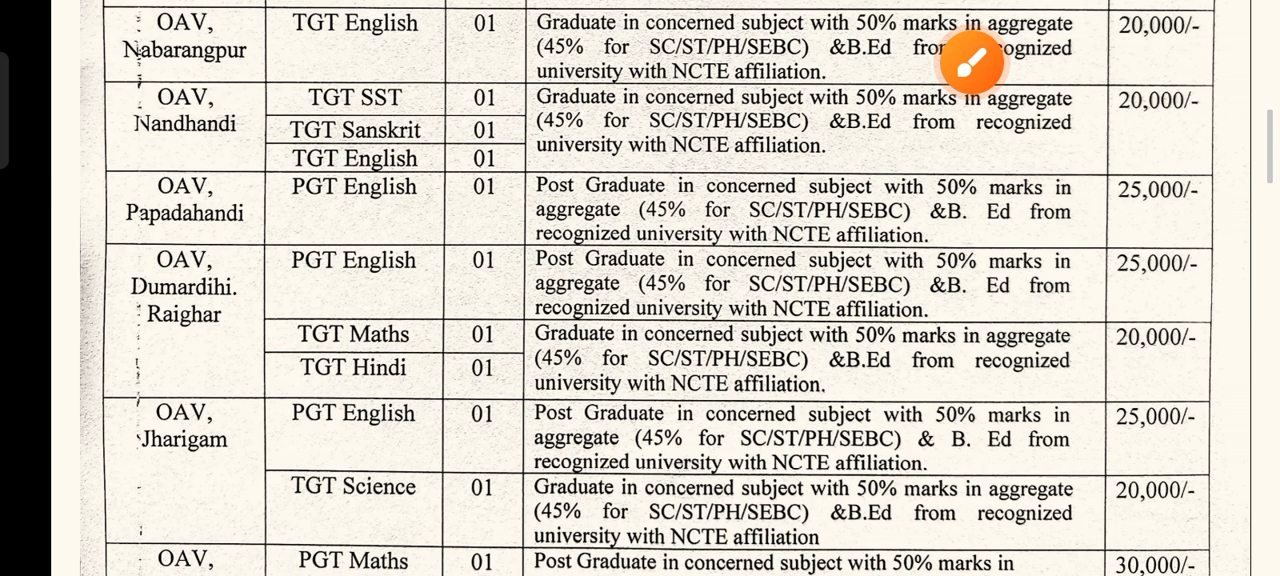 OAV,
Nabarangpur
TGT English
01
Graduate in concerned subject with 50% marks in aggregate
(45% for SC/ST/PH/SEBC) &B.Ed
university with NCTE affiliation.
20,000/-
OAV,
Nandhandi
TGT SST
01
TGT Sanskrit
01
TGT English
01
Graduate in concerned subject with 50% marks in aggregate
(45% for SC/ST/PH/SEBC) &B.Ed from recognized
university with NCTE affiliation.
20,000/-
OAV,
Papadahandi
PGT English
01
Post Graduate in concerned subject with 50% marks in
aggregate (45% for SC/ST/PH/SEBC) &B. Ed from
recognized university with NCTE affiliation.
25,000/-
OAV,
Dumardihi.
Raighar
PGT English
01
Post Graduate in concerned subject with 50% marks in
aggregate (45% for SC/ST/PH/SEBC) &B. Ed from
recognized university with NCTE affiliation.
25,000/-
TGT Maths
01
TGT Hindi
01
Graduate in concerned subject with 50% marks in aggregate
(45% for SC/ST/PH/SEBC) &B.Ed from recognized
university with NCTE affiliation.
20,000/-
OAV,
Jharigam
PGT English
01
Post Graduate in concerned subject with 50% marks in
aggregate (45% for SC/ST/PH/SEBC) & B. Ed from
recognized university with NCTE affiliation.
25,000/-
TGT Science
01
Graduate in concerned subject with 50% marks in aggregate
(45% for SC/ST/PH/SEBC) &B.Ed from recognized
university with NCTE affiliation
20,000/-
OAV,
PGT Maths
01
Post Graduate in concerned subject with 50% marks in
30,000/-